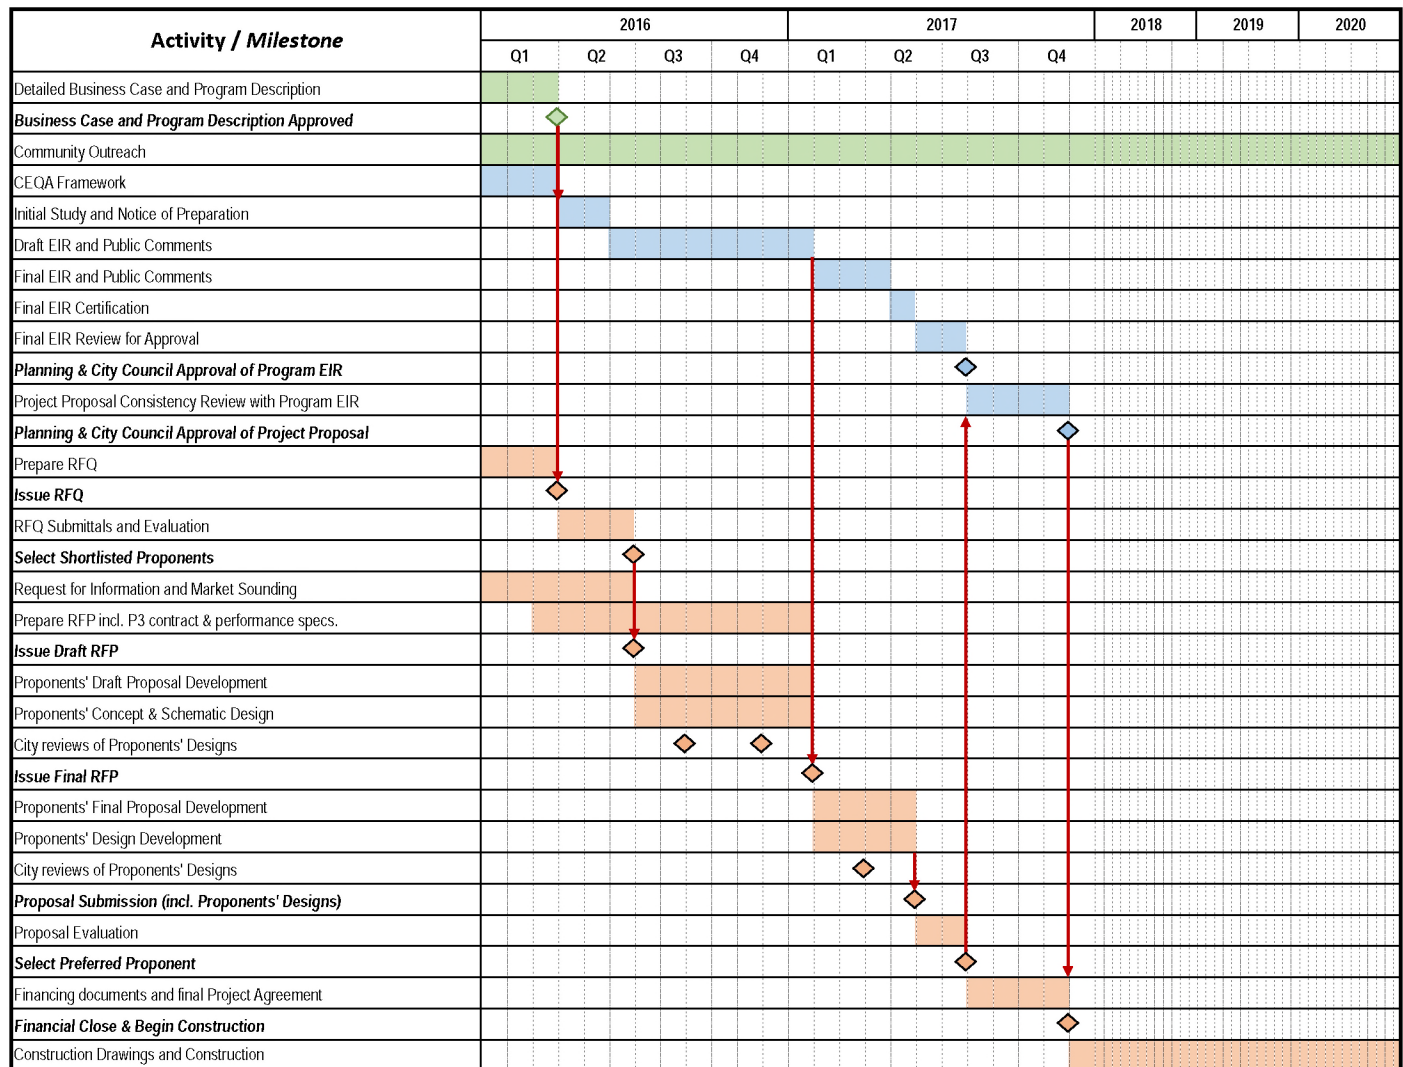 Activity / Milestone
2016 2017 2018 2019 2020
Q1 Q2 Q3 Q4 Q1 Q2 Q3 Q4
Detailed Business Case and Program Description
Business Case and Program Description Approved
Community Outreach
CEQA Framework
Initial Study and Notice of Preparation
Draft EIR and Public Comments
Final EIR and Public Comments
Final EIR Certification
Final EIR Review for Approval
Planning & City Council Approval of Program EIR
Project Proposal Consistency Review with Program EIR
Planning & City Council Approval of Project Proposal
Prepare RFQ
Issue RFQ
RFQ Submittals and Evaluation
Select Shortlisted Proponents
Request for Information and Market Sounding
Prepare RFP incl. P3 contract & performance specs.
Issue Draft RFP
Proponents' Draft Proposal Development
Proponents' Concept & Schematic Design
City reviews of Proponents' Designs
Issue Final RFP
Proponents' Final Proposal Development
Proponents' Design Development
City reviews of Proponents' Designs
Proposal Submission (incl. Proponents' Designs)
Proposal Evaluation
Select Preferred Proponent
Financing documents and final Project Agreement
Financial Close & Begin Construction
Construction Drawings and Construction